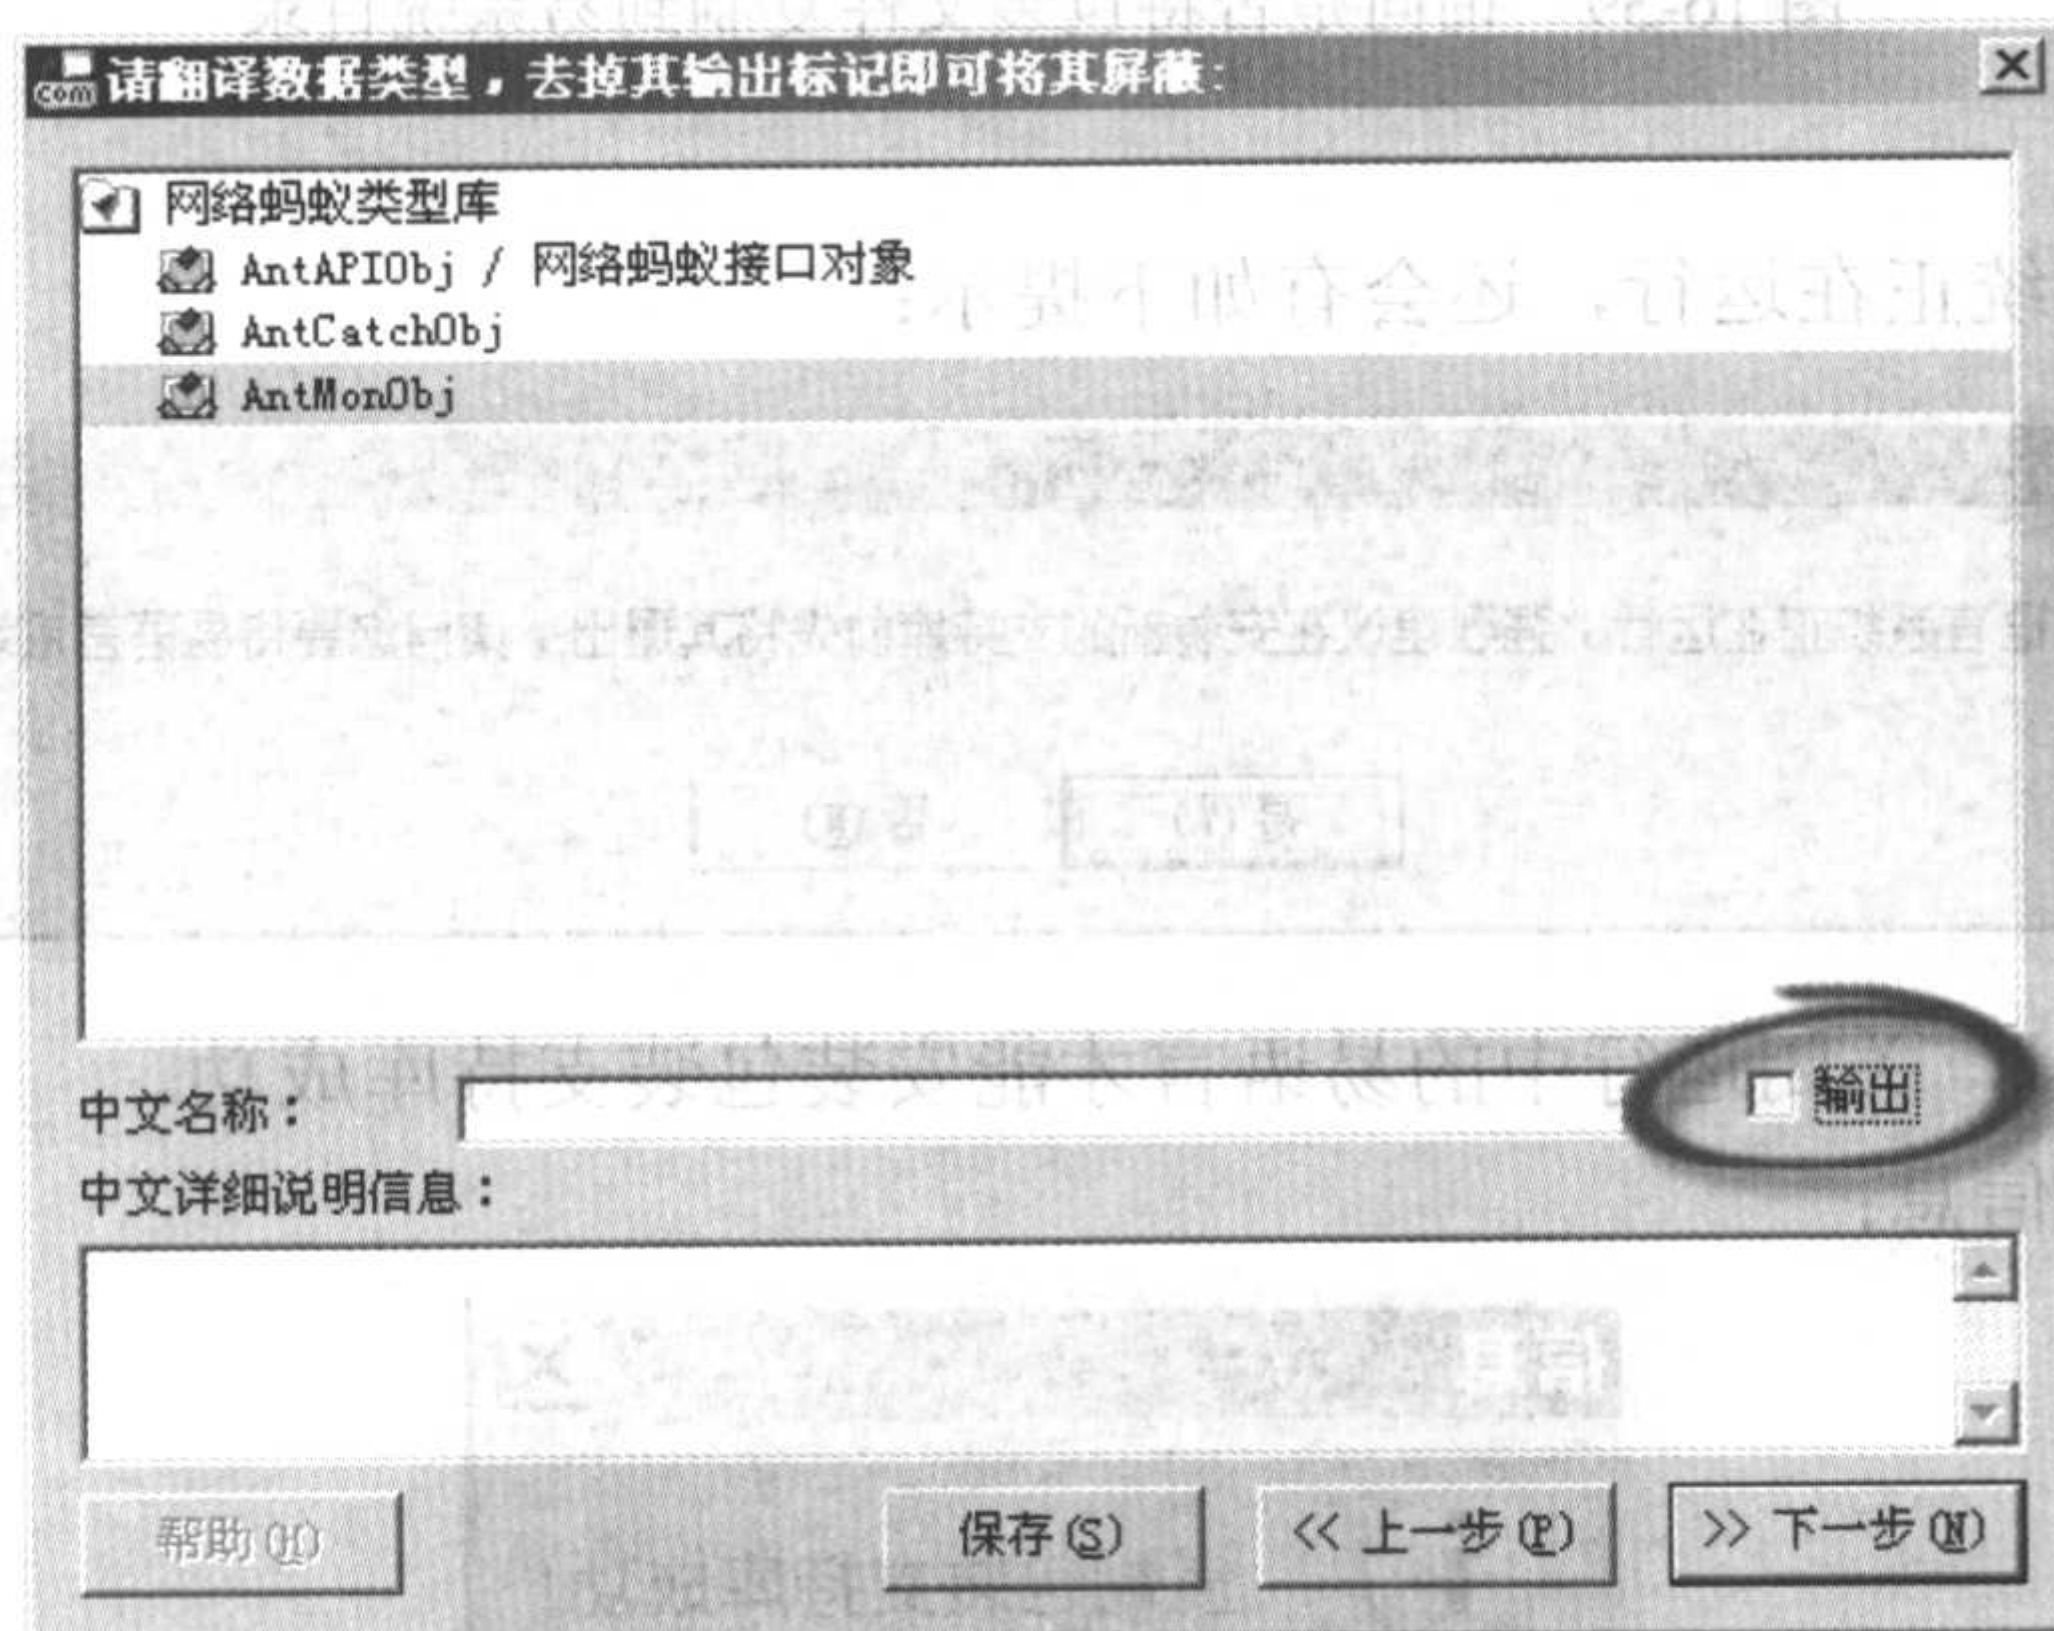 com 请翻译数据类型，去掉其输出标记即可将其屏蔽:
网络蚂蚁类型库
AntAPIObj / 网络蚂蚁接口对象
AntCatchObj
AntMonObj
中文名称：
输出
中文详细说明信息：
帮助(H)
保存(S)
<< 上一步(P)
>> 下一步(N)